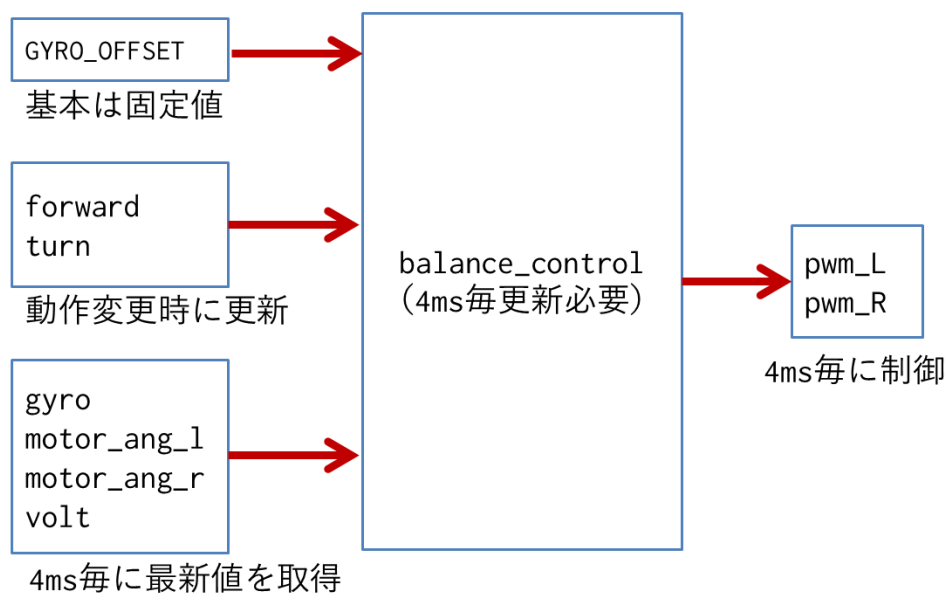 GYRO_OFFSET
基本は固定値
forward
turn
動作変更時に更新
gyro
motor_ang_l
motor_ang_r
volt
4ms毎に最新値を取得
balance_control
(4ms毎更新必要)
pwm_L
pwm_R
4ms毎に制御